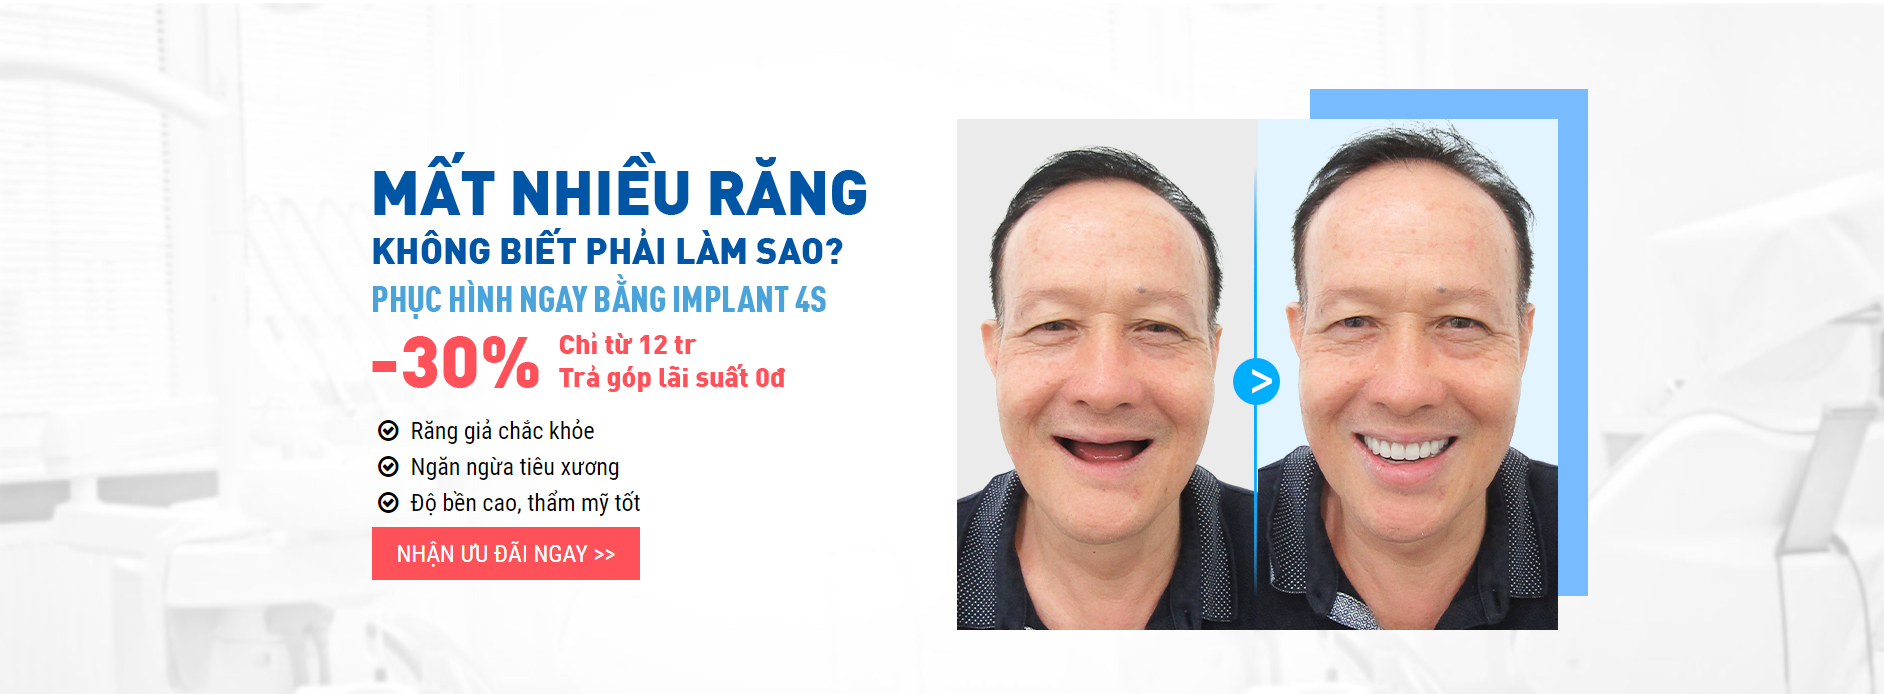 MẤT NHIỀU RĂNG
KHÔNG BIẾT PHẢI LÀM SAO?
PHỤC HÌNH NGAY BẰNG IMPLANT 4S
-30%
Chỉ từ 12 tr
Trả góp lãi suất 0đ
Răng giả chắc khỏe
Ngăn ngừa tiêu xương
Độ bền cao, thẩm mỹ tốt
NHẬN ƯU ĐÃI NGAY >>
>